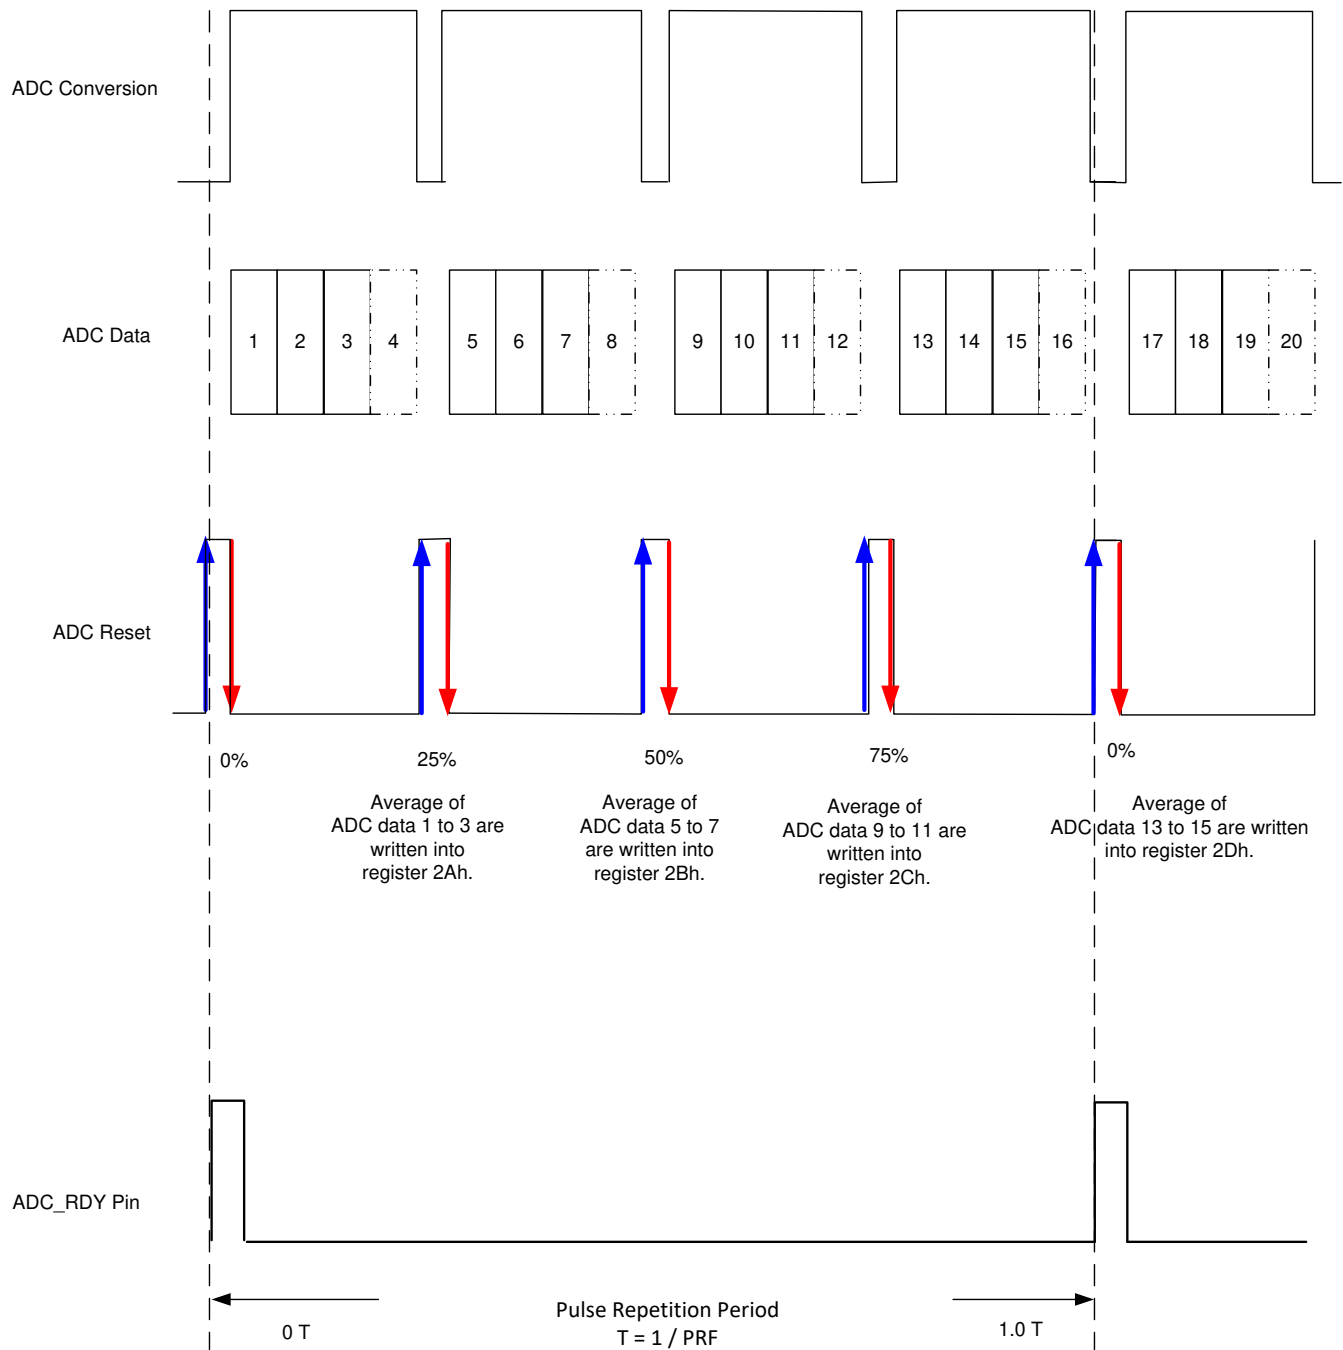 ADC Conversion
ADC Data
1 2 3 4 5 6 7 8 9 10 11 12 13 14 15 16 17 18 19 20
ADC Reset
0% 25% 50% 75% 0%
Average of
ADC data 1 to 3 are
written into
register 2Ah.
Average of
ADC data 5 to 7
are written into
register 2Bh.
Average of
ADC data 9 to 11 are
written into
register 2Ch.
Average of
ADC data 13 to 15 are written
into register 2Dh.
ADC_RDY Pin
0 T
Pulse Repetition Period
T = 1 / PRF
1.0 T